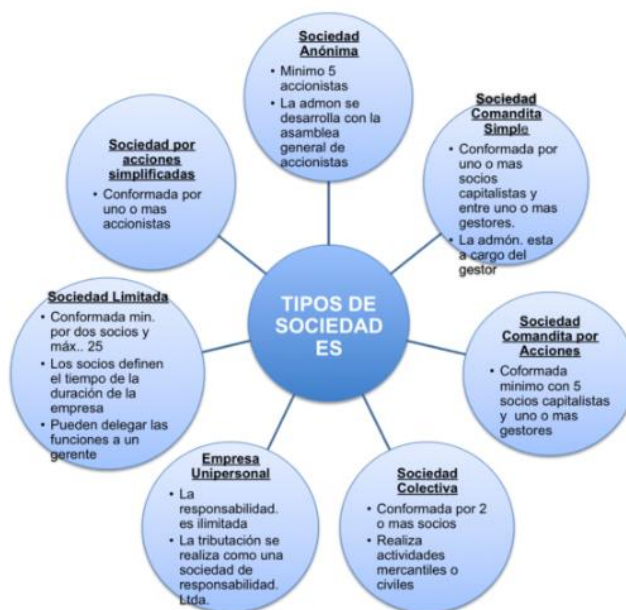 Sociedad
Anónima
• Minimo 5
accionistas
• La admon se
desarrolla con la
asamblea
general de
accionistas
Sociedad
Comandita
Simple
• Conformada por
uno o mas
socios
capitalistas y
entre uno o mas
gestores.
• La admón. esta
a cargo del
gestor
Sociedad
Comandita por
Acciones
• Coformada
minimo con 5
socios capitalistas
y uno o mas
gestores
Sociedad
Colectiva
• Conformada por 2
o mas socios
• Realiza
actividades
mercantiles o
civiles
Empresa
Unipersonal
• La
responsabilidad.
es ilimitada
• La tributación se
realiza como una
sociedad de
responsabilidad.
Ltda.
Sociedad Limitada
• Conformada min.
por dos socios y
máx.. 25
• Los socios definen
el tiempo de la
duración de la
empresa
• Pueden delegar las
funciones a un
gerente
Sociedad por
acciones
simplificadas
• Conformada por
uno o mas
accionistas
TIPOS DE
SOCIEDAD
ES